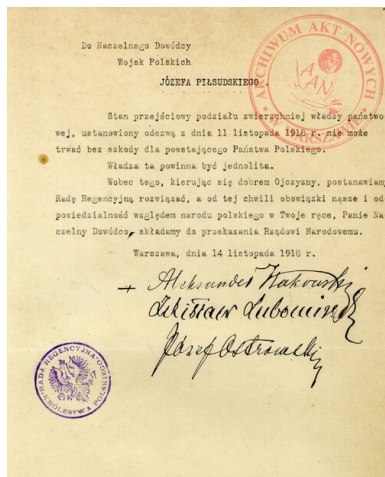 Do Naczelnego Dowódcy
Wojsk Polskich
JÓZEFA PIŁSUDSKIEGO.
Stan przejściowy podziału zwierzchniej władzy państwo
wej, ustanowiony odezwą z dnia 11 listopada 1918 r. nie może
trwać bez szkody dla powstającego Państwa Polskiego.
Władza ta powinna być jednolita.
Wobec tego, kierując się dobrem Ojczyzny, postanawiamy
Radę Regencyjną rozwiązać, a od tej chwili obowiązki nasze i od
powiedzialność względem narodu polskiego w Twoje ręce, Panie Na
czelny Dowódco, składamy do przekazania Rządowi Narodowemu.
Warszawa, dnia 14 listopada 1918 r.
+ Aleksander Kakowski
Zdzisław Lubomirski
Józef Ostrowski
ARCHIWUM AKT NOWYCH
W WARSZAWIE
AAN
RADA REGENCYJNA
KRÓLESTWA POLSKIEGO